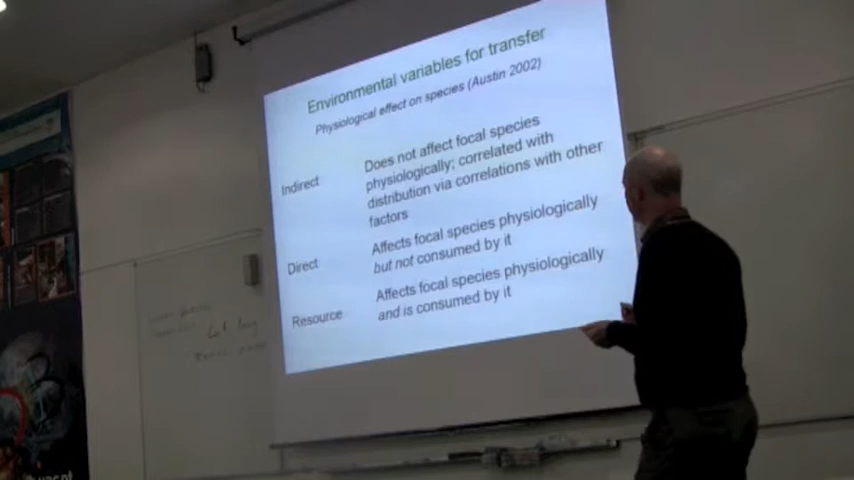 Environmental variables for transfer
Physiological effect on species (Austin 2002)
Indirect
Does not affect focal species
physiologically; correlated with
distribution via correlations with other
factors
Direct
Affects focal species physiologically
but not consumed by it
Resource
Affects focal species physiologically
and is consumed by it